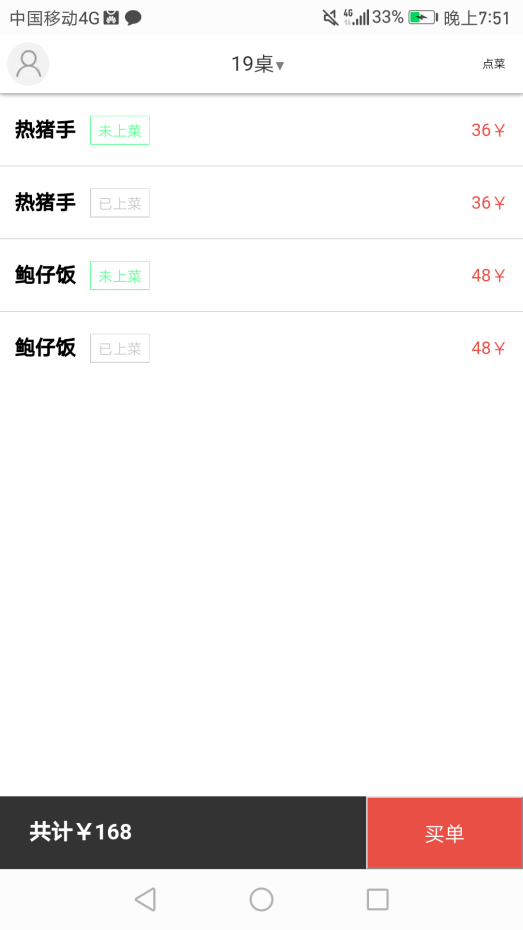 中国移动4G 4G 33% 晚上7:51
19桌▾ 点菜
热猪手 未上菜 36￥
热猪手 已上菜 36￥
鲍仔饭 未上菜 48￥
鲍仔饭 已上菜 48￥
共计￥168 买单